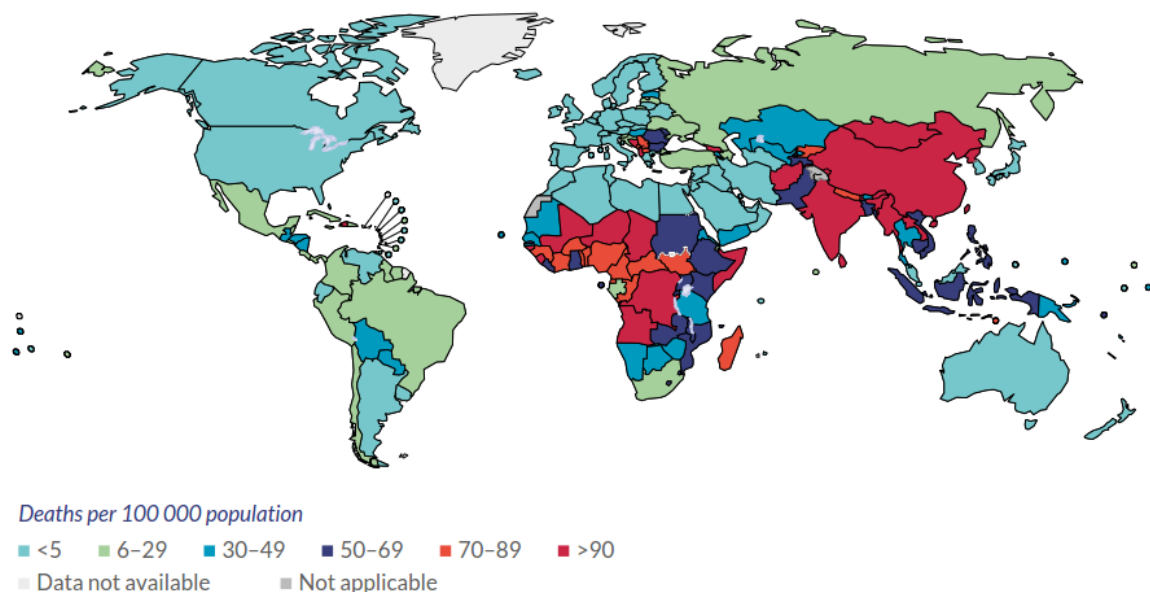 Deaths per 100 000 population
<5 6–29 30–49 50–69 70–89 >90
Data not available Not applicable